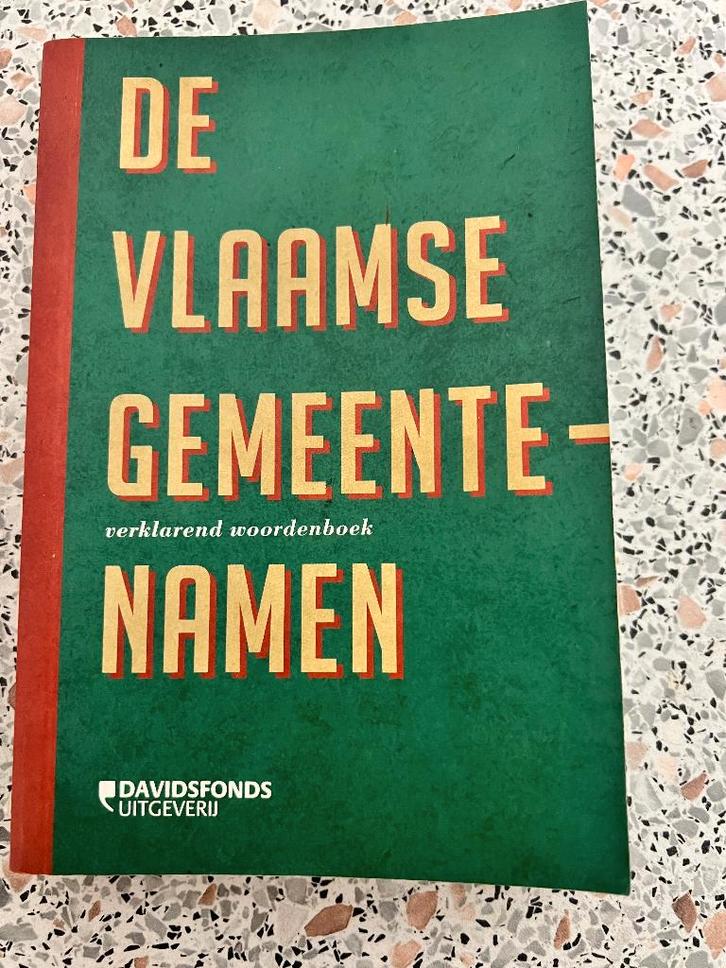 DE
VLAAMSE
GEMEENTE-
verklarend woordenboek
NAMEN
DAVIDSFONDS
UITGEVERIJ